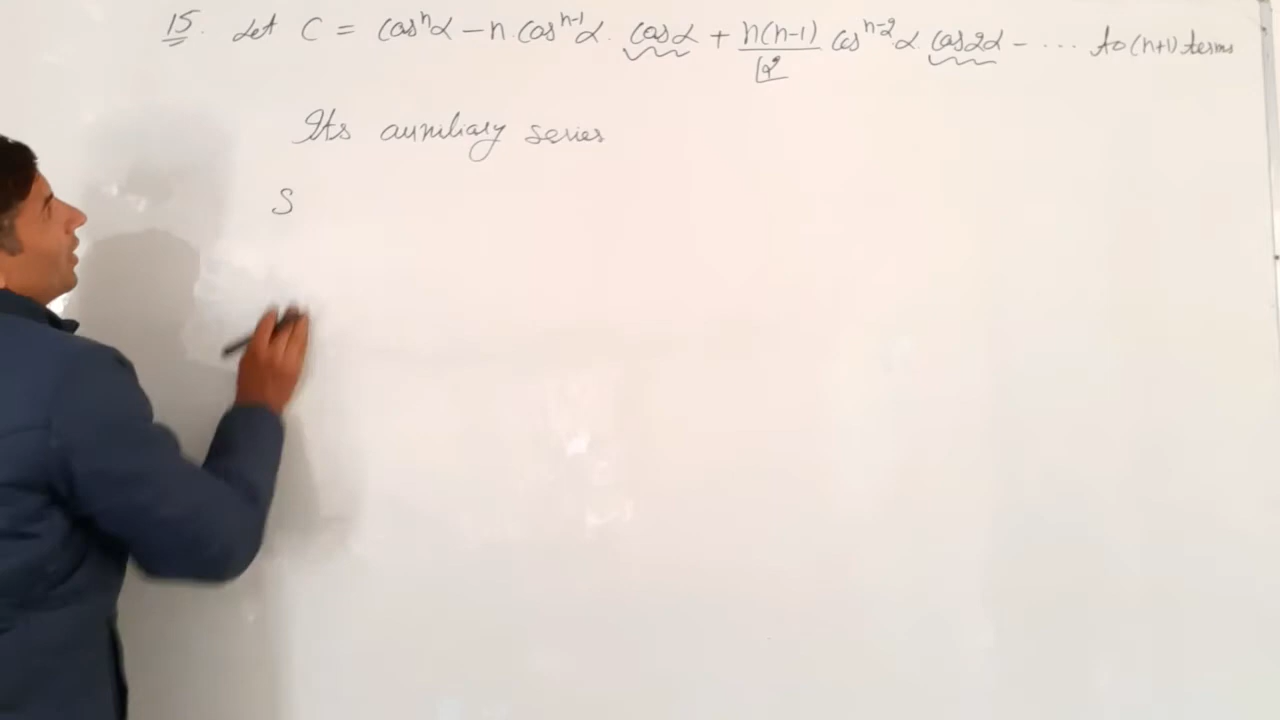 15. Let C = cosⁿα - n.cosⁿ⁻¹α. cosα + n(n-1)/|2 cosⁿ⁻²α cos2α - ... to (n+1) terms
Its auxiliary series
S